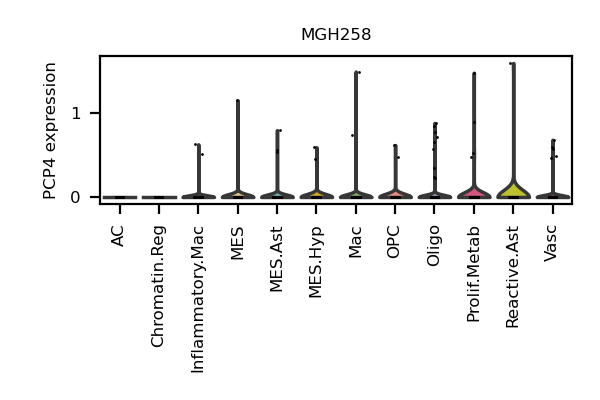 MGH258
PCP4 expression
1
0
AC
Chromatin.Reg
Inflammatory.Mac
MES
MES.Ast
MES.Hyp
Mac
OPC
Oligo
Prolif.Metab
Reactive.Ast
Vasc